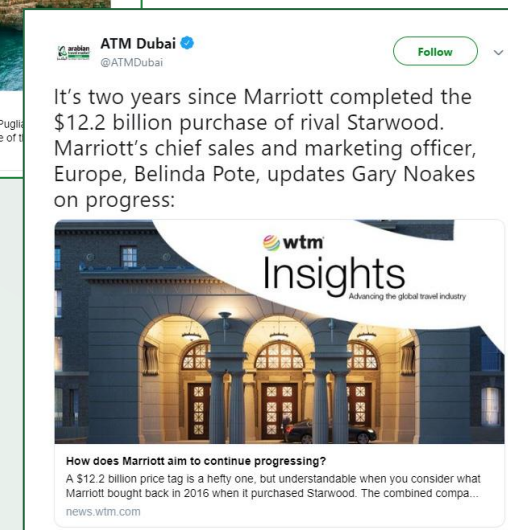 ATM Dubai
@ATMDubai
Follow
It's two years since Marriott completed the
$12.2 billion purchase of rival Starwood.
Marriott's chief sales and marketing officer,
Europe, Belinda Pote, updates Gary Noakes
on progress:
wtm
Insights
Advancing the global travel industry
How does Marriott aim to continue progressing?
A $12.2 billion price tag is a hefty one, but understandable when you consider what
Marriott bought back in 2016 when it purchased Starwood. The combined compa...
news.wtm.com